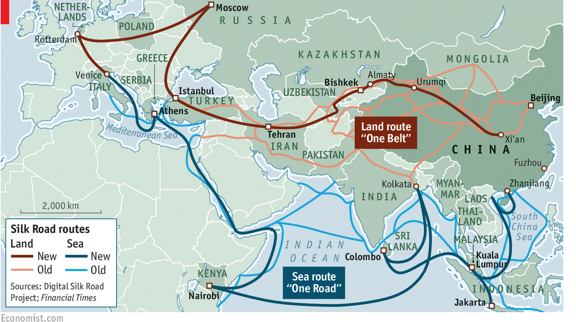 NETHER-
LANDS
Moscow
RUSSIA
POLAND
Rotterdam
KAZAKHSTAN
MONGOLIA
GREECE
Venice
SERBIA
ITALY
Almaty
Bishkek
Urumqi
UZBEKISTAN
Istanbul
TURKEY
Beijing
Athens
Mediterranean Sea
Tehran
IRAN
Land route
"One Belt"
Xi'an
CHINA
PAKISTAN
Fuzhou
Kolkata
Zhanjiang
INDIA
MYAN-
MAR
LAOS
THAI-
LAND
South
China
Sea
2,000 km
Silk Road routes
Land Sea
New New
Old Old
Sources: Digital Silk Road
Project; Financial Times
INDIAN
OCEAN
SRI
LANKA
Colombo
MALAYSIA
Kuala
Lumpur
KENYA
Nairobi
Sea route
"One Road"
INDONESIA
Jakarta
Economist.com